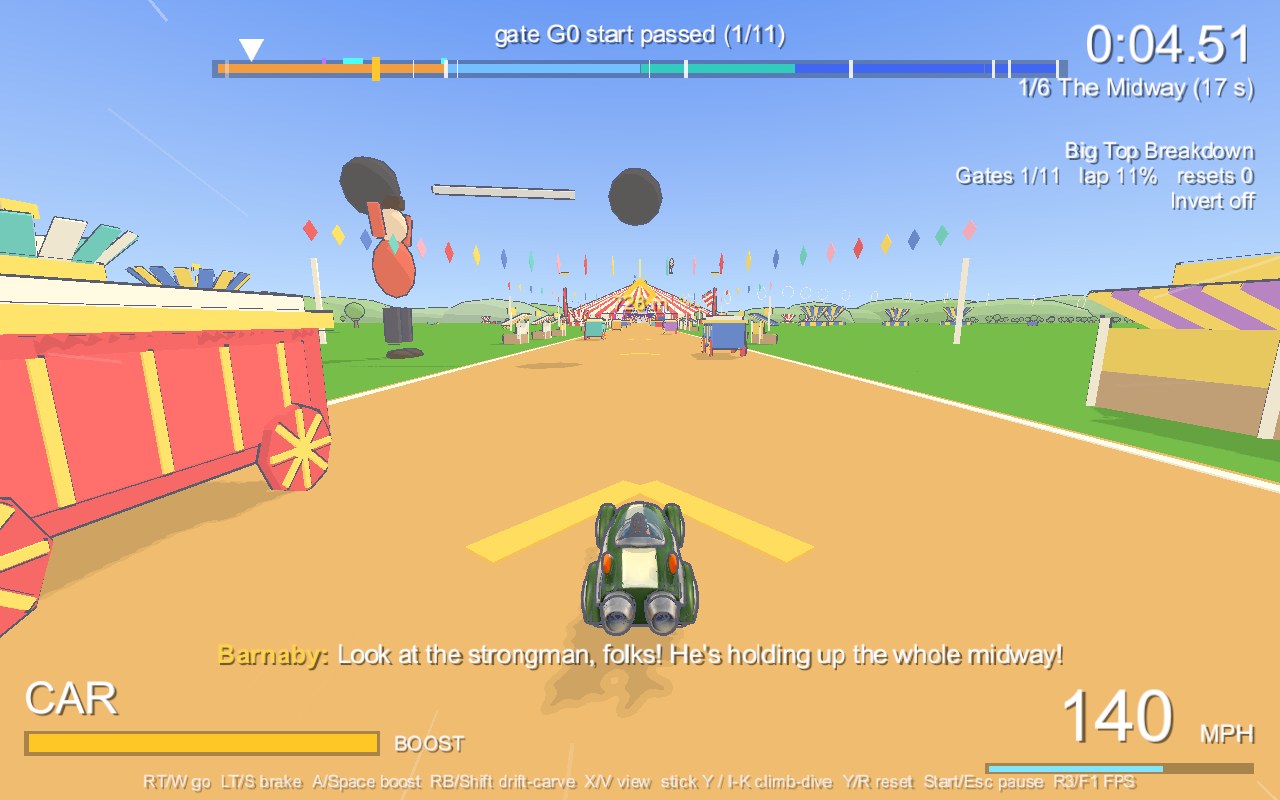 gate G0 start passed (1/11)
0:04.51
1/6 The Midway (17 s)
Big Top Breakdown
Gates 1/11 lap 11% resets 0
Invert off
Barnaby: Look at the strongman, folks! He's holding up the whole midway!
CAR
BOOST
140 MPH
RT/W go LT/S brake A/Space boost RB/Shift drift-carve X/V view stick Y / I-K climb-dive Y/R reset Start/Esc pause R3/F1 FPS